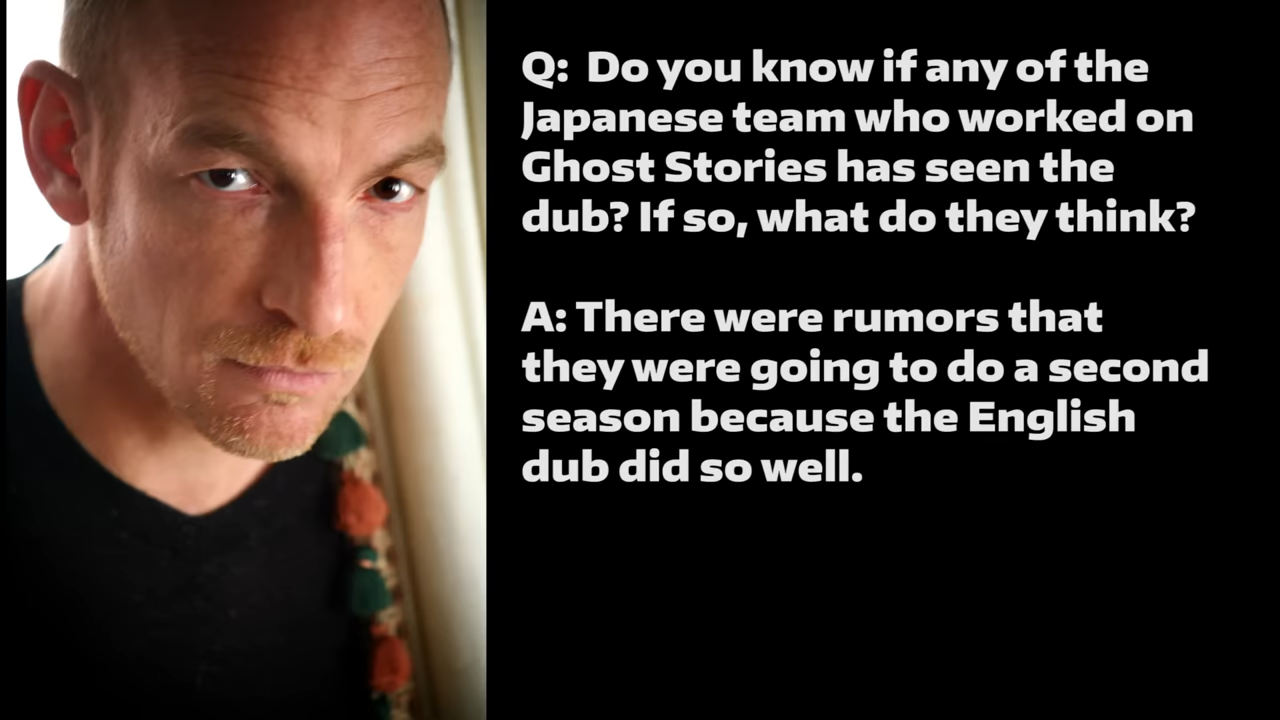 Q: Do you know if any of the
Japanese team who worked on
Ghost Stories has seen the
dub? If so, what do they think?
A: There were rumors that
they were going to do a second
season because the English
dub did so well.